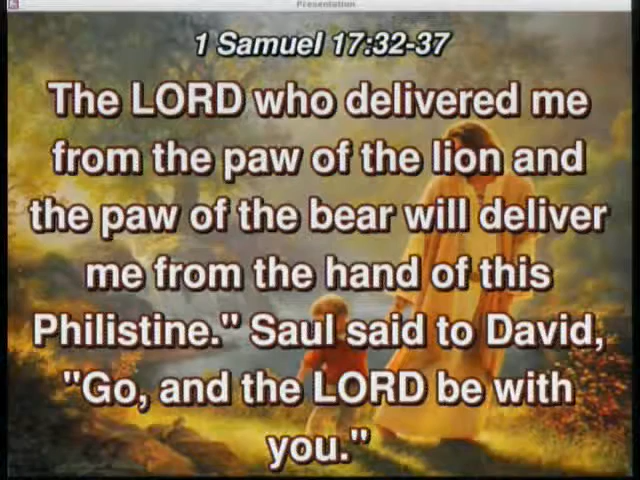 Presentation
1 Samuel 17:32-37
The LORD who delivered me
from the paw of the lion and
the paw of the bear will deliver
me from the hand of this
Philistine." Saul said to David,
"Go, and the LORD be with
you."